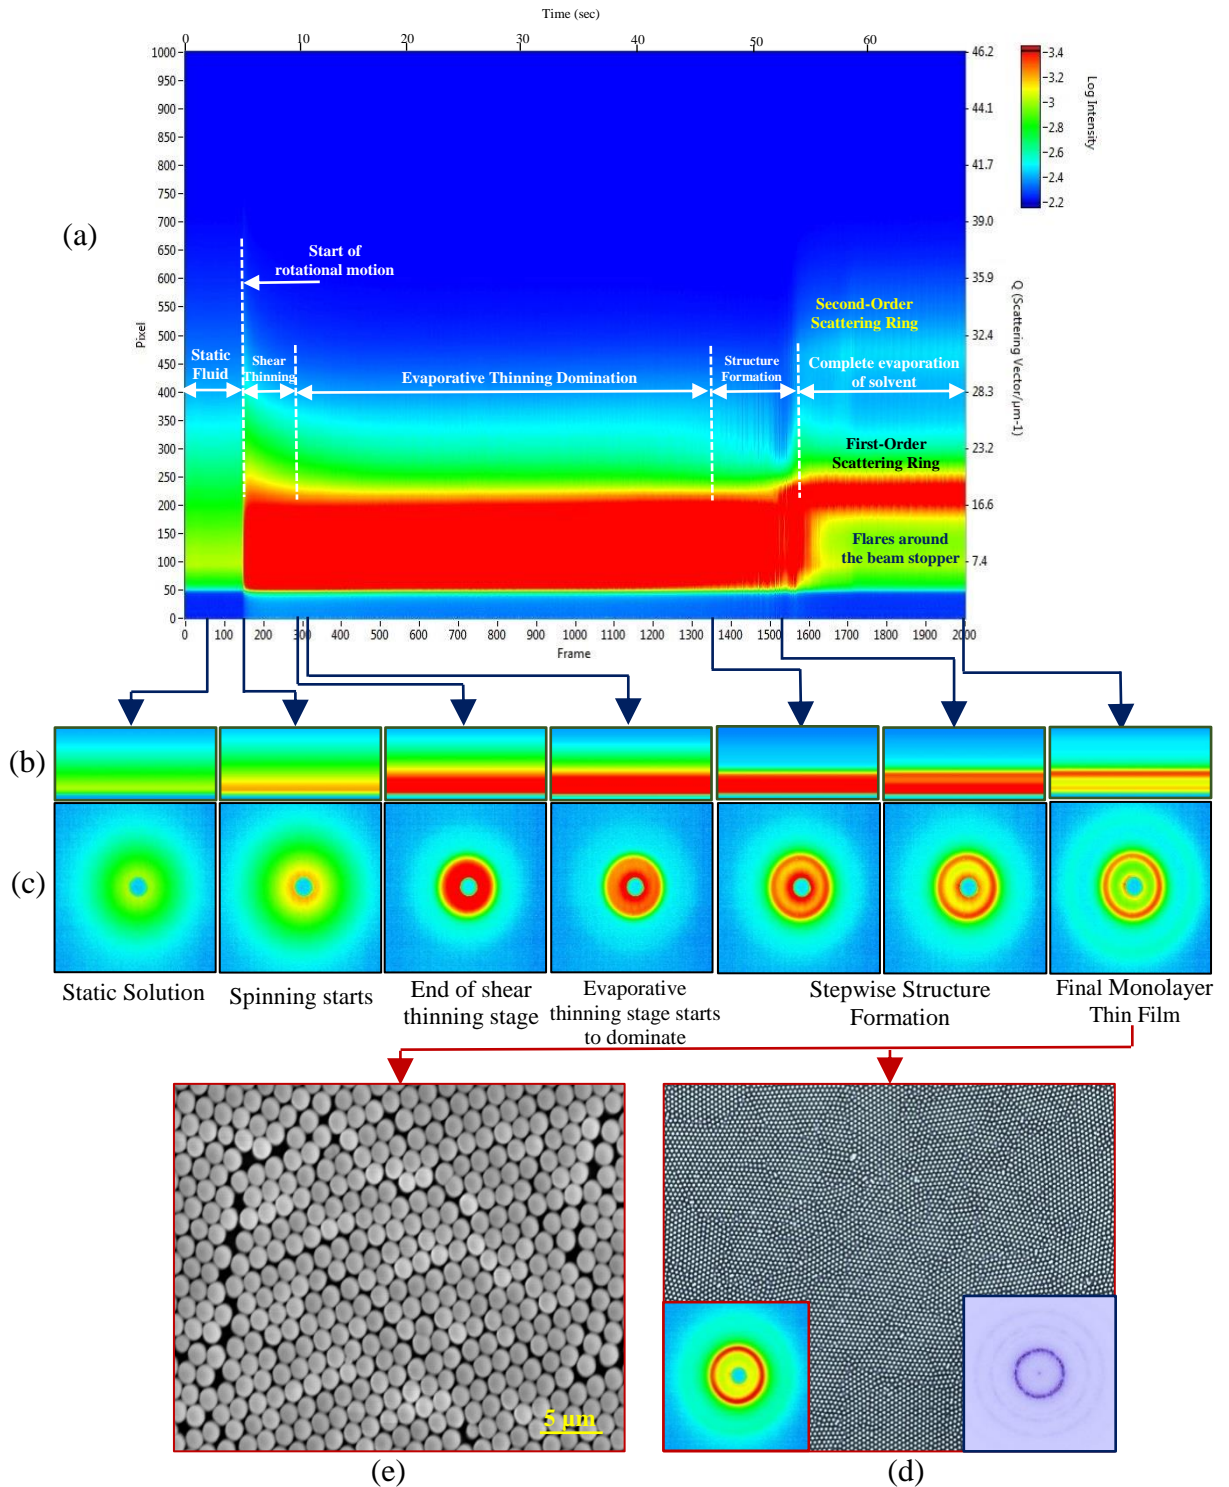 Time (sec)
0 10 20 30 40 50 60
1000 46.2
950
900 44.1
850
800 41.7
750
700 39.0
650
600 35.9
550
500 32.4
450
400 28.3
350
300 23.2
250
200 16.6
150
100 7.4
50
0
Pixel
Q (Scattering Vector/μm-1)
3.4
3.2
3
2.8
2.6
2.4
2.2
Log Intensity
(a)
Start of
rotational motion
Static
Fluid
Shear
Thinning
Evaporative Thinning Domination
Structure
Formation
Second-Order
Scattering Ring
Complete evaporation
of solvent
First-Order
Scattering Ring
Flares around
the beam stopper
0 100 200 300 400 500 600 700 800 900 1000 1100 1200 1300 1400 1500 1600 1700 1800 1900 2000
Frame
(b)
(c)
Static Solution
Spinning starts
End of shear
thinning stage
Evaporative
thinning stage starts
to dominate
Stepwise Structure
Formation
Final Monolayer
Thin Film
5 μm
(e)
(d)